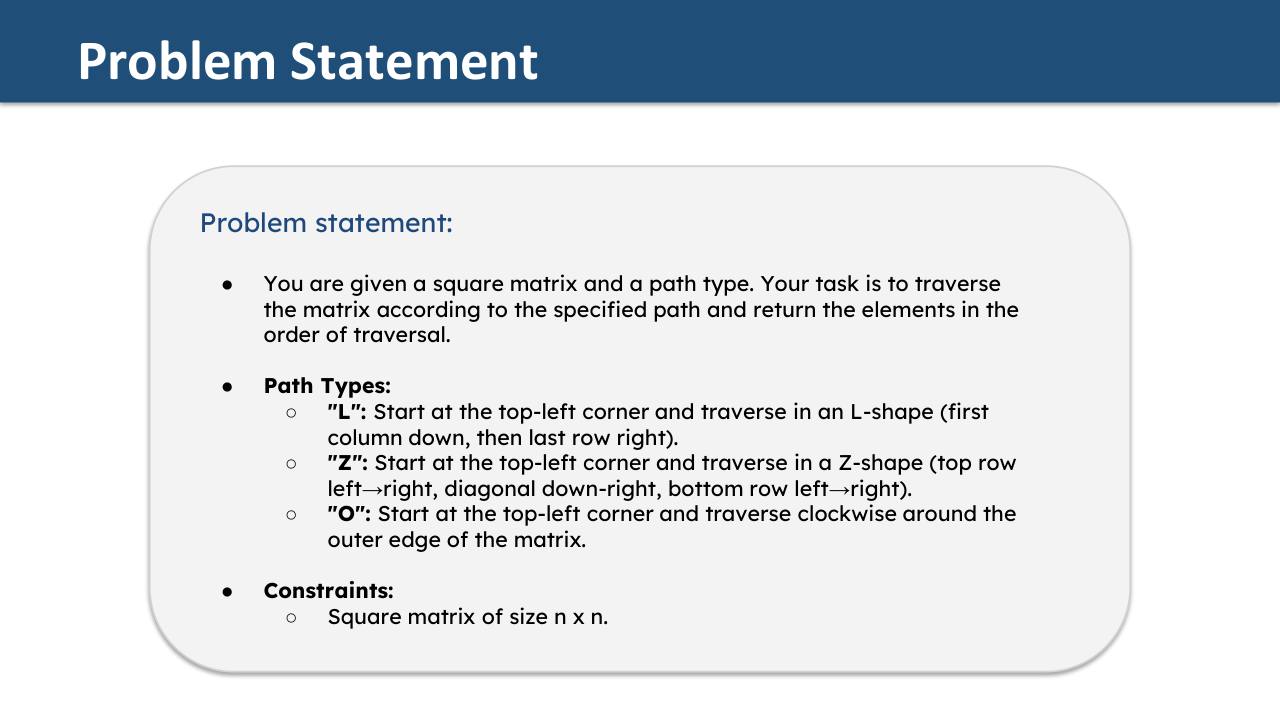 Problem Statement
Problem statement:
● You are given a square matrix and a path type. Your task is to traverse
the matrix according to the specified path and return the elements in the
order of traversal.
● Path Types:
○ "L": Start at the top-left corner and traverse in an L-shape (first
column down, then last row right).
○ "Z": Start at the top-left corner and traverse in a Z-shape (top row
left→right, diagonal down-right, bottom row left→right).
○ "O": Start at the top-left corner and traverse clockwise around the
outer edge of the matrix.
● Constraints:
○ Square matrix of size n x n.